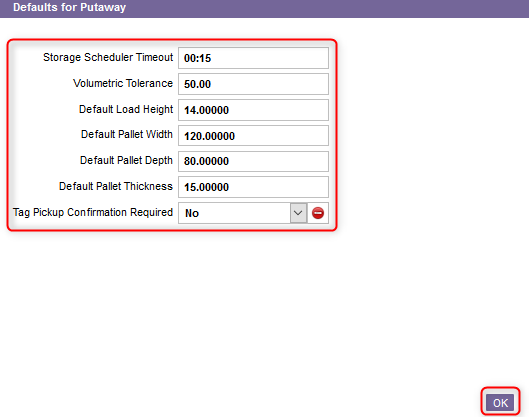 Defaults for Putaway
Storage Scheduler Timeout 00:15
Volumetric Tolerance 50.00
Default Load Height 14.00000
Default Pallet Width 120.00000
Default Pallet Depth 80.00000
Default Pallet Thickness 15.00000
Tag Pickup Confirmation Required No
OK